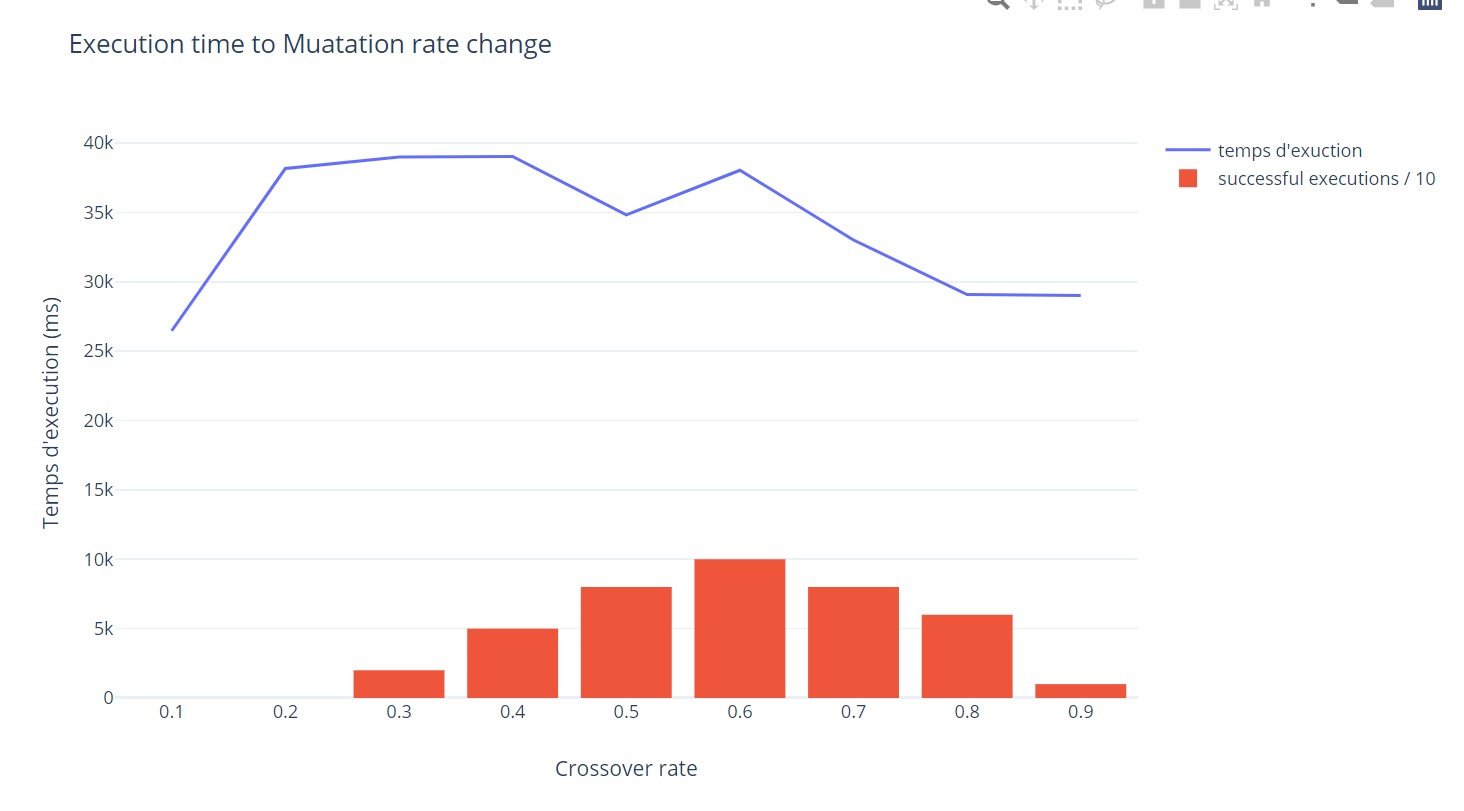 Execution time to Muatation rate change
40k
35k
30k
25k
20k
15k
10k
5k
0
Temps d'execution (ms)
0.1 0.2 0.3 0.4 0.5 0.6 0.7 0.8 0.9
Crossover rate
temps d'exuction
successful executions / 10